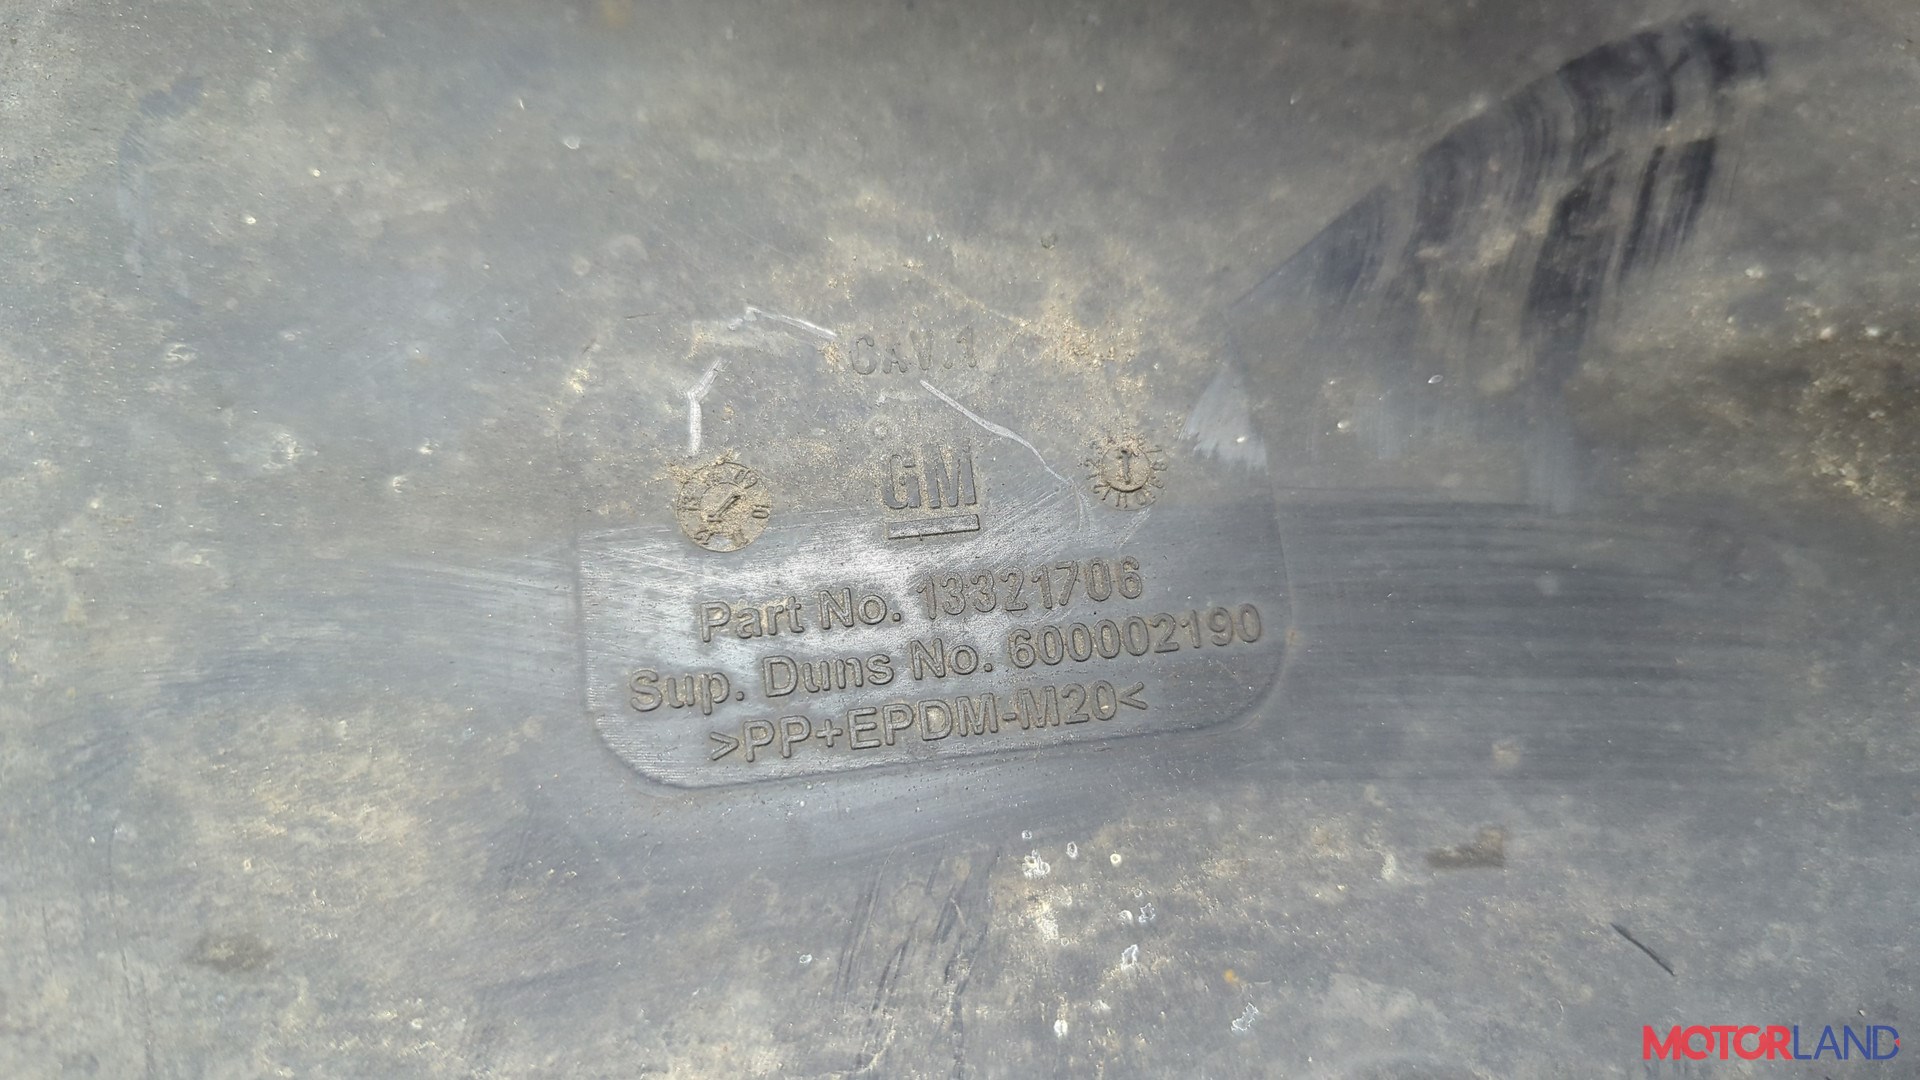 CAV.1
GM
Part No. 13321706
Sup. Duns No. 600002190
>PP+EPDM-M20<
MOTORLAND